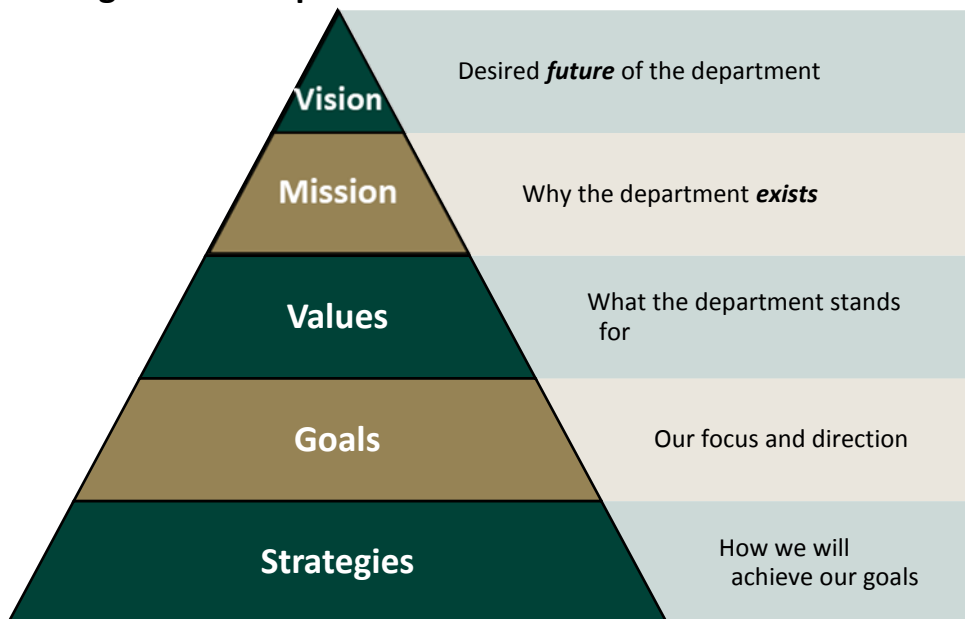 Vision
Desired future of the department
Mission
Why the department exists
Values
What the department stands
for
Goals
Our focus and direction
Strategies
How we will
achieve our goals